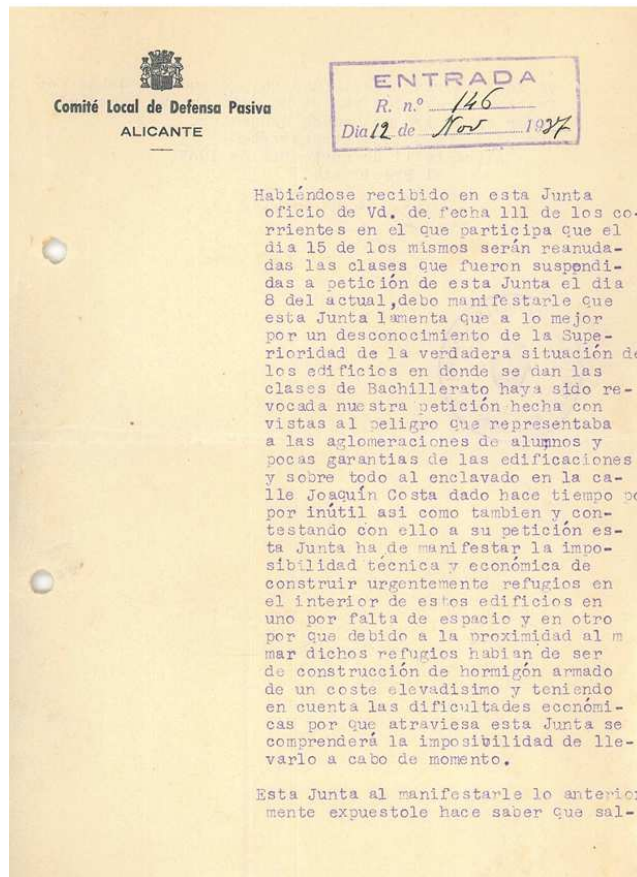 Comité Local de Defensa Pasiva
ALICANTE
ENTRADA
R. n.º 146
Dia 12 de Nov 1937
Habiéndose recibido en esta Junta
oficio de Vd. de fecha 111 de los co-
rrientes en el que participa que el
dia 15 de los mismos serán reanuda-
das las clases que fueron suspendi-
das a petición de esta Junta el dia
8 del actual,debo manifestarle que
esta Junta lamenta que a lo mejor
por un desconocimiento de la Supe-
rioridad de la verdadera situación de
los edificios en donde se dan las
clases de Bachillerato haya sido re-
vocada nuestra petición hecha con
vistas al peligro que representaba
a las aglomeraciones de alumnos y
pocas garantias de las edificaciones
y sobre todo al enclavado en la ca-
lle Joaquín Costa dado hace tiempo po
por inútil asi como tambien y con-
testando con ello a su petición es-
ta Junta ha de manifestar la impo-
sibilidad técnica y económica de
construir urgentemente refugios en
el interior de estos edificios en
uno por falta de espacio y en otro
por que debido a la proximidad al m
mar dichos refugios habian de ser
de construcción de hormigón armado
de un coste elevadisimo y teniendo
en cuenta las dificultades económi-
cas por que atraviesa esta Junta se
comprenderá la imposibilidad de lle-
varlo a cabo de momento.
Esta Junta al manifestarle lo anterior
mente expuestole hace saber que sal-